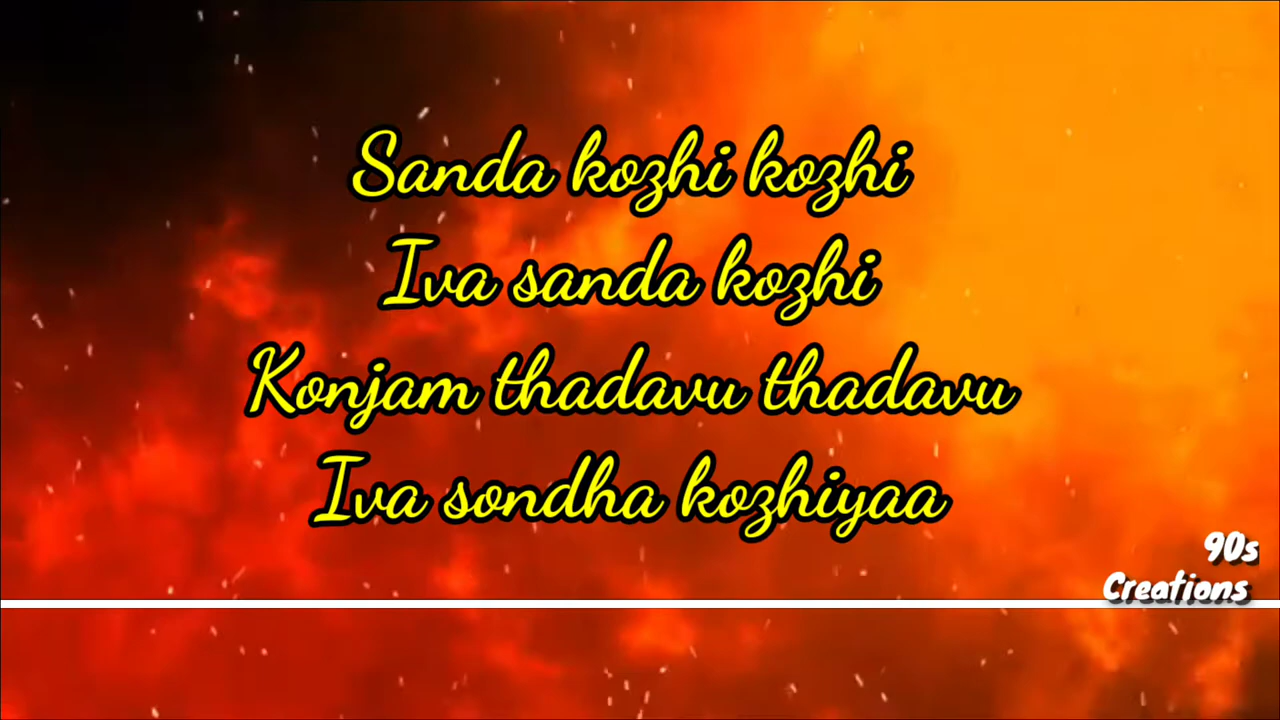 Sanda kozhi kozhi
Iva sanda kozhi
Konjam thadavu thadavu
Iva sondha kozhiyaa
90s
Creations